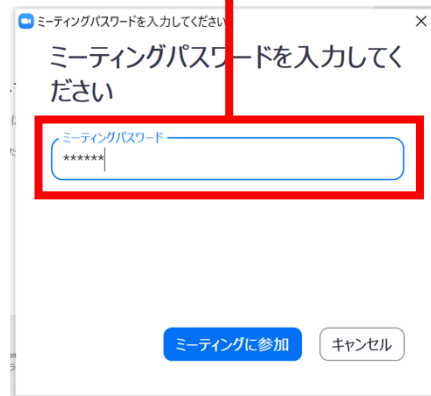 ミーティングパスワードを入力してください
ミーティングパスワードを入力してく
ださい
ミーティングパスワード
******
ミーティングに参加
キャンセル